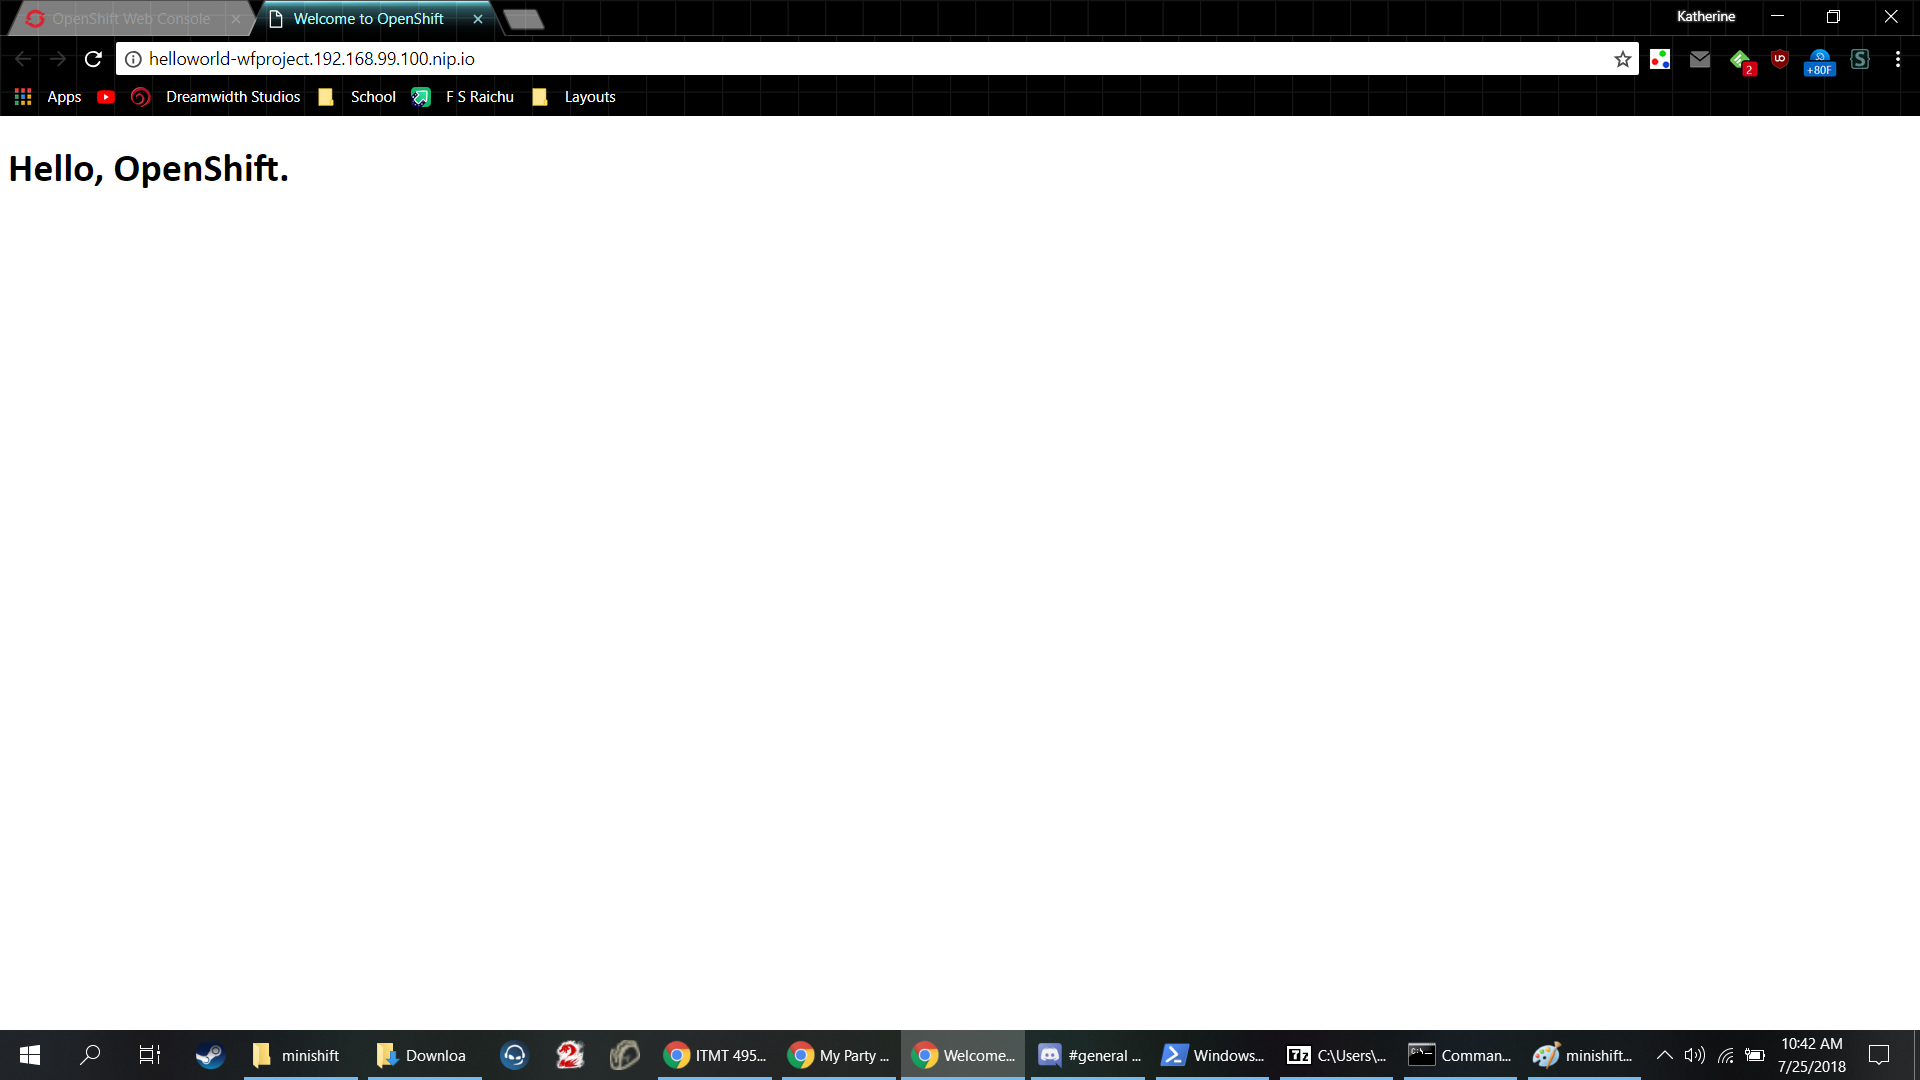 OpenShift Web Console
Welcome to OpenShift
Katherine
helloworld-wfproject.192.168.99.100.nip.io
2
+80F
S
Apps
Dreamwidth Studios
School
F S Raichu
Layouts
Hello, OpenShift.
minishift
Downloa
ITMT 495...
My Party ...
Welcome...
#general ...
Windows...
7z
C:\Users\...
Comman...
minishift...
10:42 AM
7/25/2018